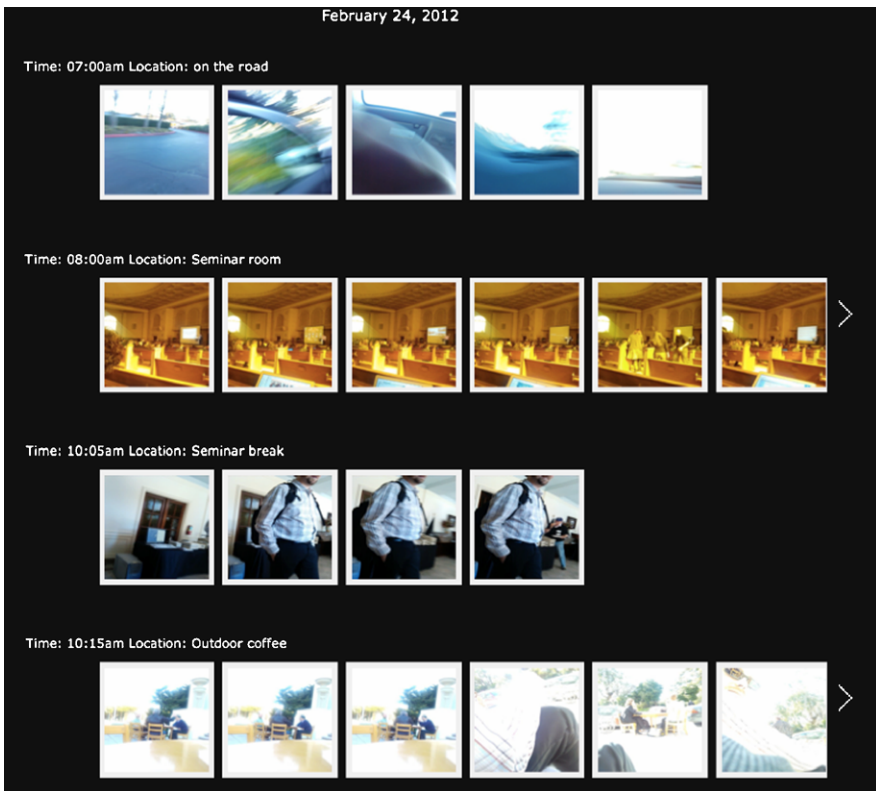 February 24, 2012
Time: 07:00am Location: on the road
Time: 08:00am Location: Seminar room
Time: 10:05am Location: Seminar break
Time: 10:15am Location: Outdoor coffee